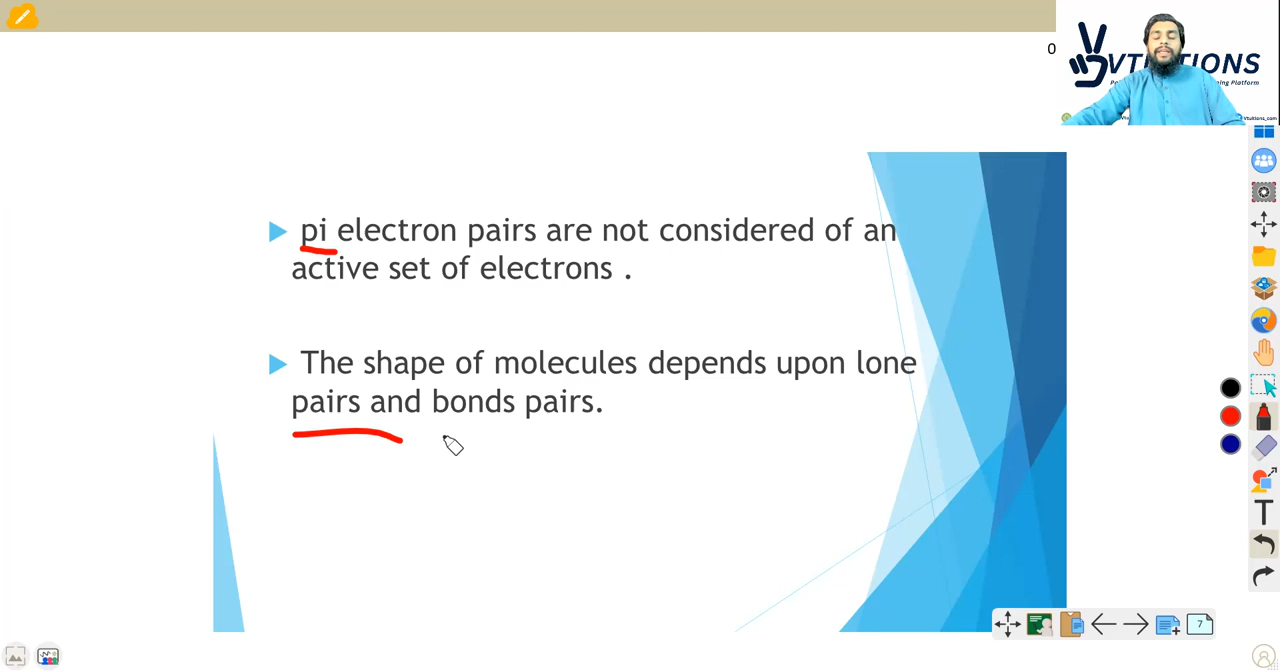 0
VTUTIONS
pi electron pairs are not considered of an
active set of electrons .
The shape of molecules depends upon lone
pairs and bonds pairs.
T
7